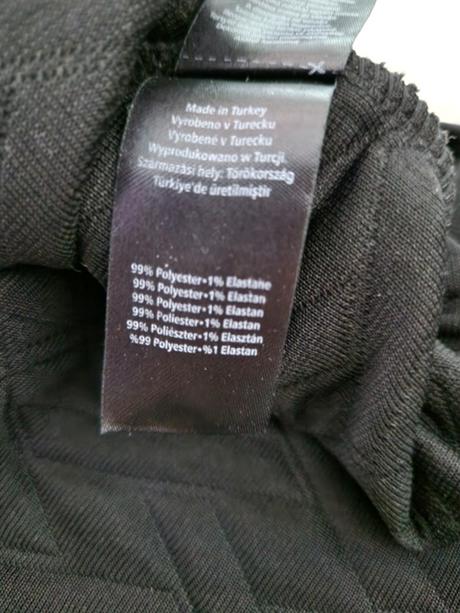 Made in Turkey
Vyrobeno v Turecku
Vyrobené v Turecku
Wyprodukowano w Turcji.
Származási hely: Törökország
Türkiye'de üretilmiştir
99% Polyester•1% Elastane
99% Polyester•1% Elastan
99% Polyester•1% Elastan
99% Poliester•1% Elastan
99% Poliészter•1% Elasztán
%99 Polyester•%1 Elastan